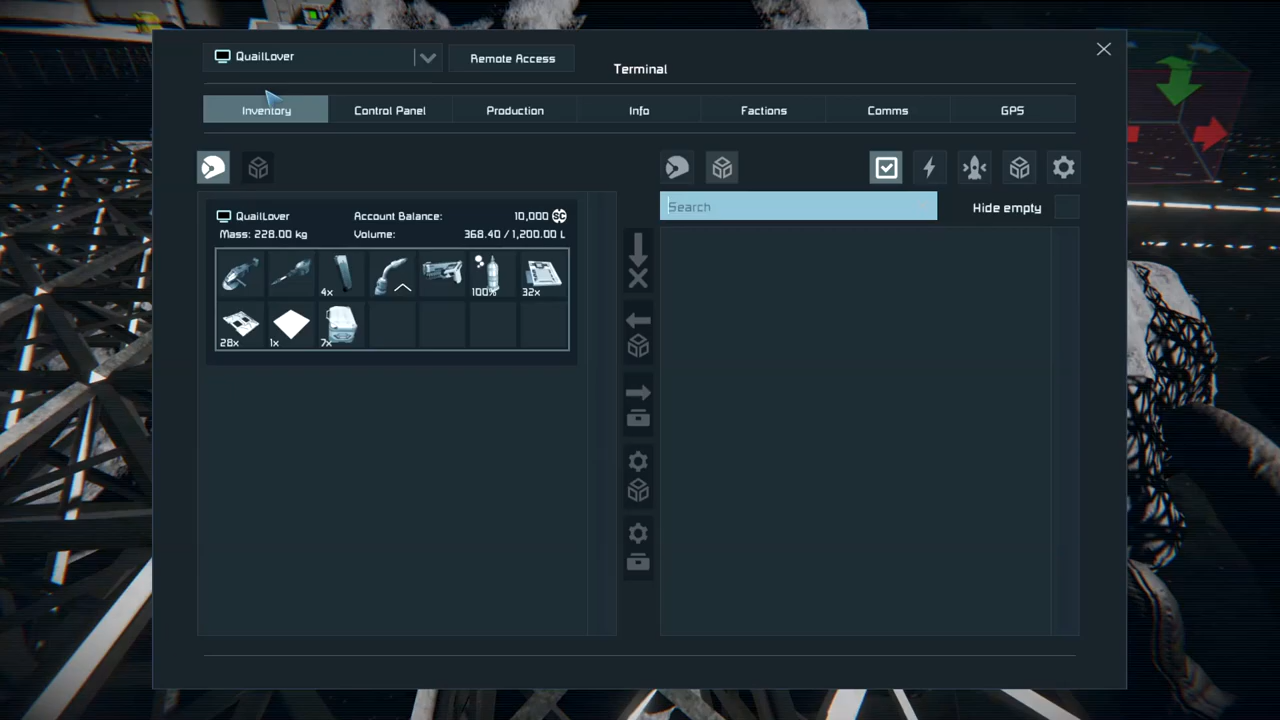 QuailLover
Remote Access
Terminal
Inventory
Control Panel
Production
Info
Factions
Comms
GPS
Search
Hide empty
QuailLover
Account Balance:
10,000 SC
Mass: 228.00 kg
Volume:
368.40 / 1,200.00 L
4x
100%
32x
28x
1x
7x